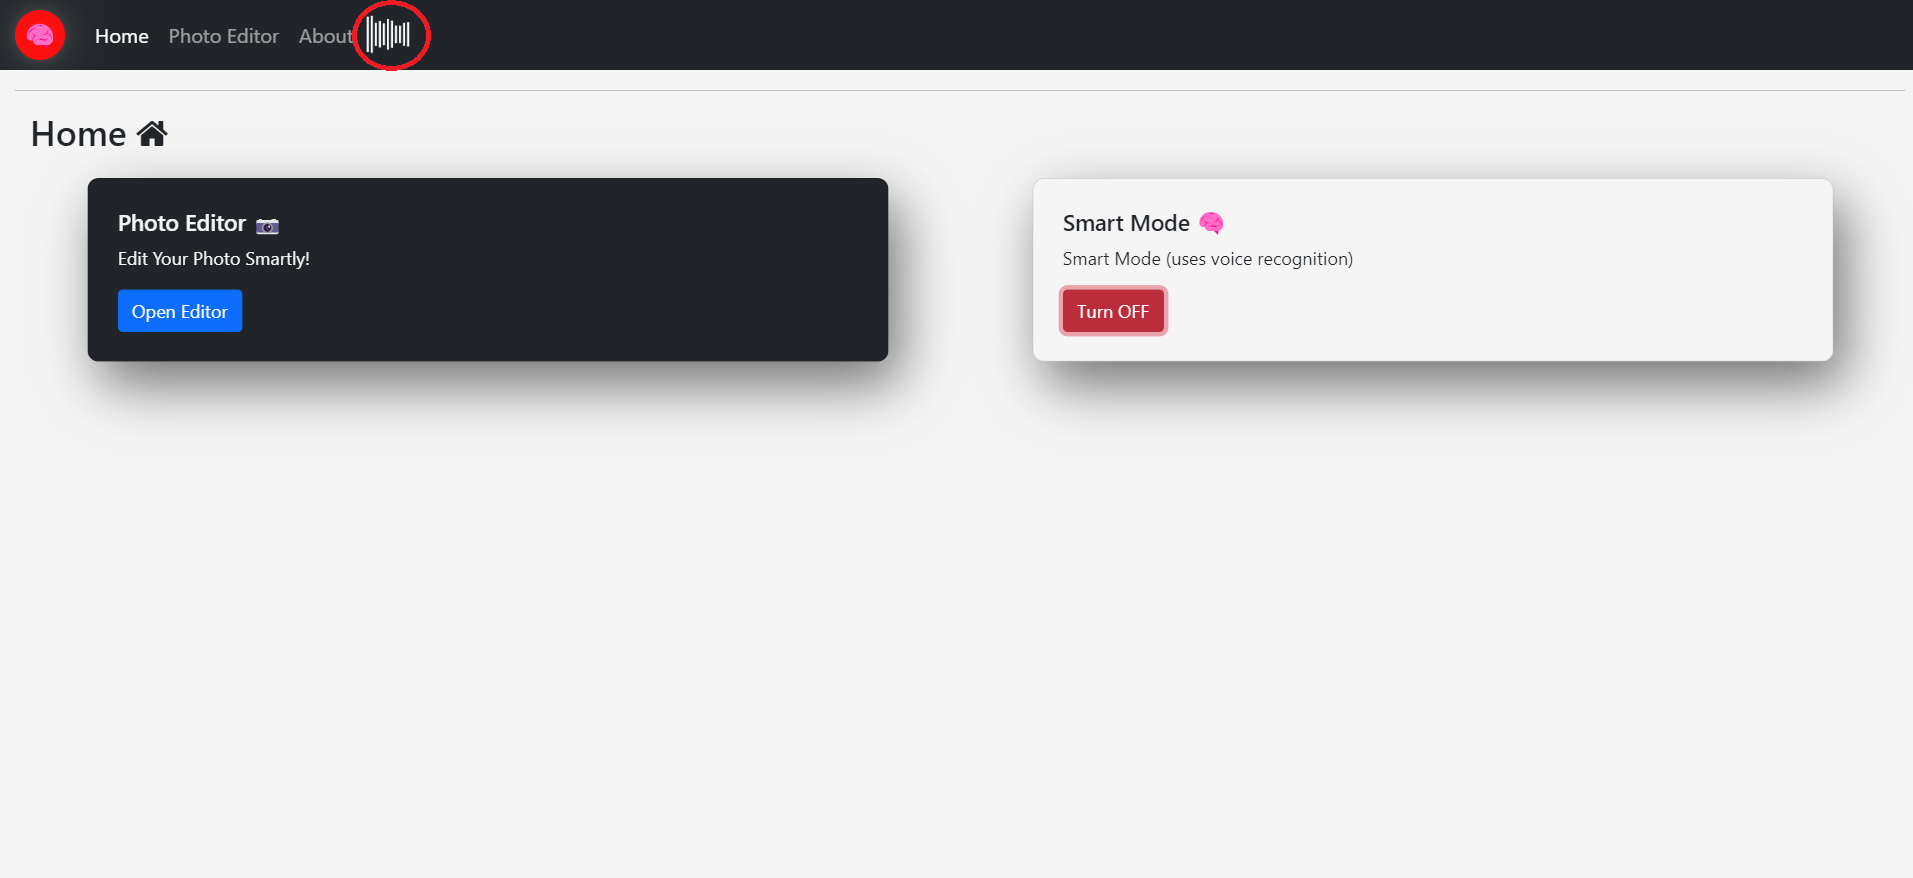 Home Photo Editor About
Home
Photo Editor
Edit Your Photo Smartly!
Open Editor
Smart Mode
Smart Mode (uses voice recognition)
Turn OFF